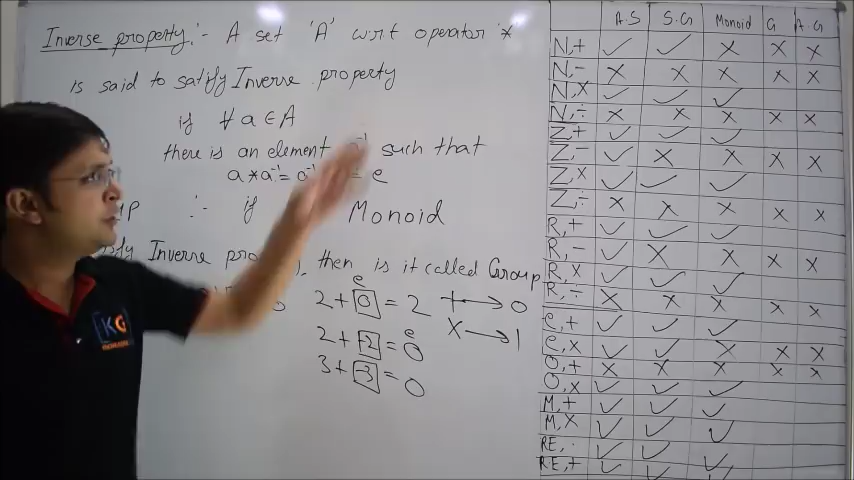 Inverse property :- A set 'A' w.r.t operator *
is said to satisfy Inverse property
if ∀ a ∈ A
there is an element a⁻¹ such that
a * a⁻¹ = a⁻¹ = e
:- if Monoid
Inverse then is it called Group
2 + 0 = 2
e
+ → 0
2 + -2 = 0
e
× → 1
3 + -3 = 0
KG
A.S S.G Monoid G A.G
N,+ ✓ ✓ × × ×
N,- × × × × ×
N,× ✓ ✓ ✓
N,÷ × × × × ×
Z,+ ✓ ✓ ✓
Z,- ✓ × × × ×
Z,× ✓ ✓ ✓
Z,÷ × × × × ×
R,+ ✓ ✓ ✓
R,- ✓ × × × ×
R,× ✓ ✓ ✓
R,÷ × × × × ×
e,+ ✓ ✓ ✓
e,× ✓ ✓ × × ×
O,+ × × × × ×
O,× ✓ ✓ ✓
M,+ ✓ ✓ ✓
M,× ✓ ✓ ✓
RE,· ✓ ✓ ✓
RE,+ ✓ ✓ ✓